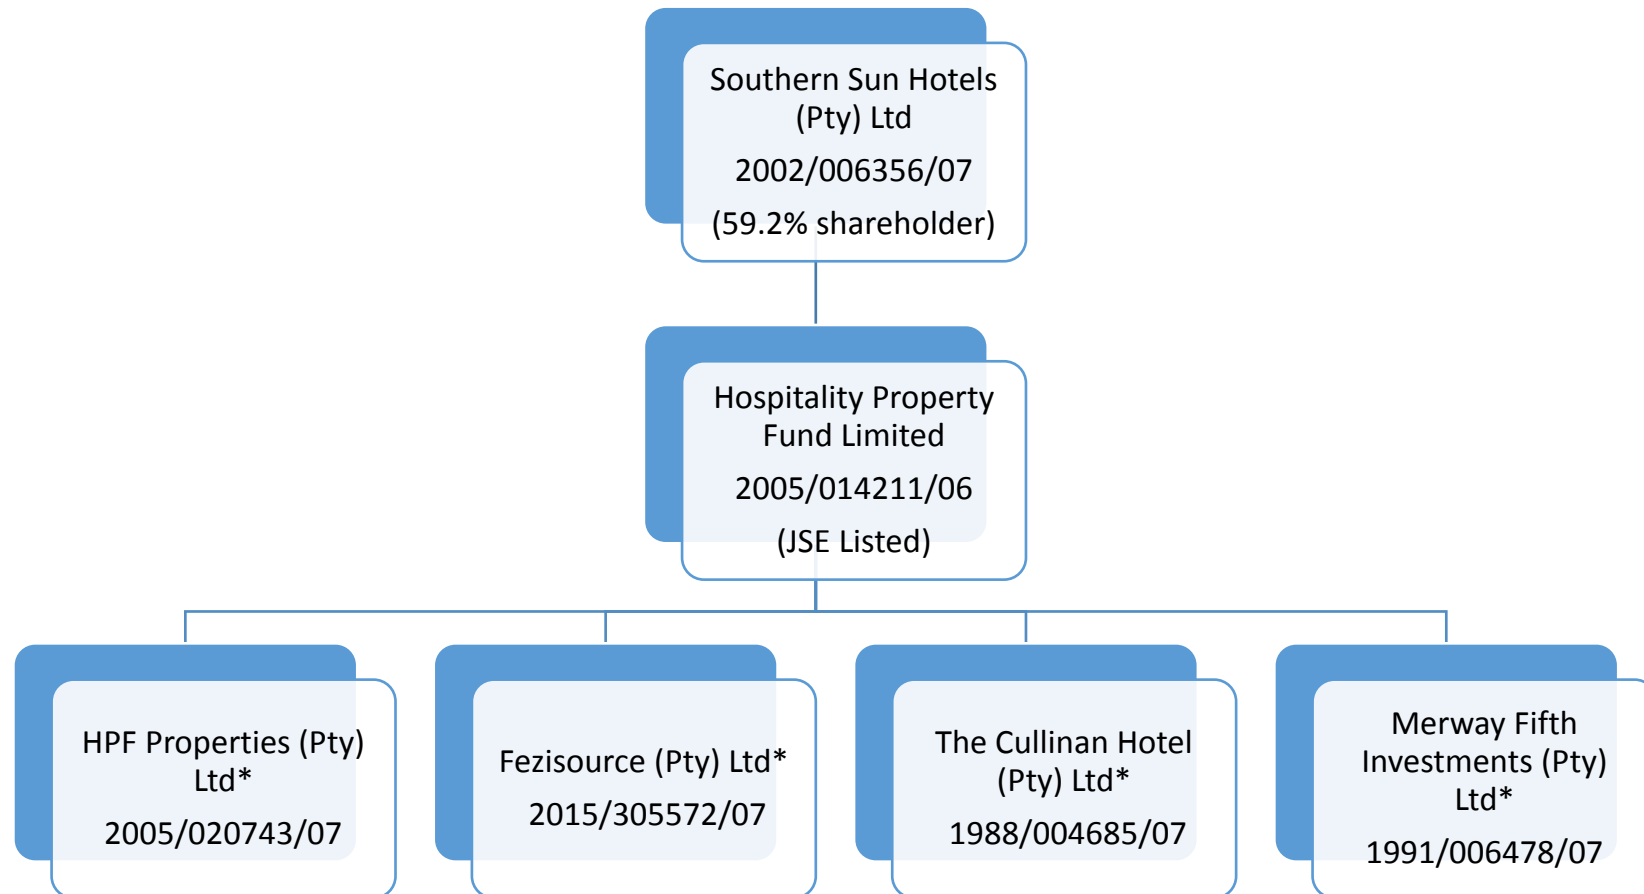 Southern Sun Hotels
(Pty) Ltd
2002/006356/07
(59.2% shareholder)
Hospitality Property
Fund Limited
2005/014211/06
(JSE Listed)
HPF Properties (Pty)
Ltd*
2005/020743/07
Fezisource (Pty) Ltd*
2015/305572/07
The Cullinan Hotel
(Pty) Ltd*
1988/004685/07
Merway Fifth
Investments (Pty)
Ltd*
1991/006478/07